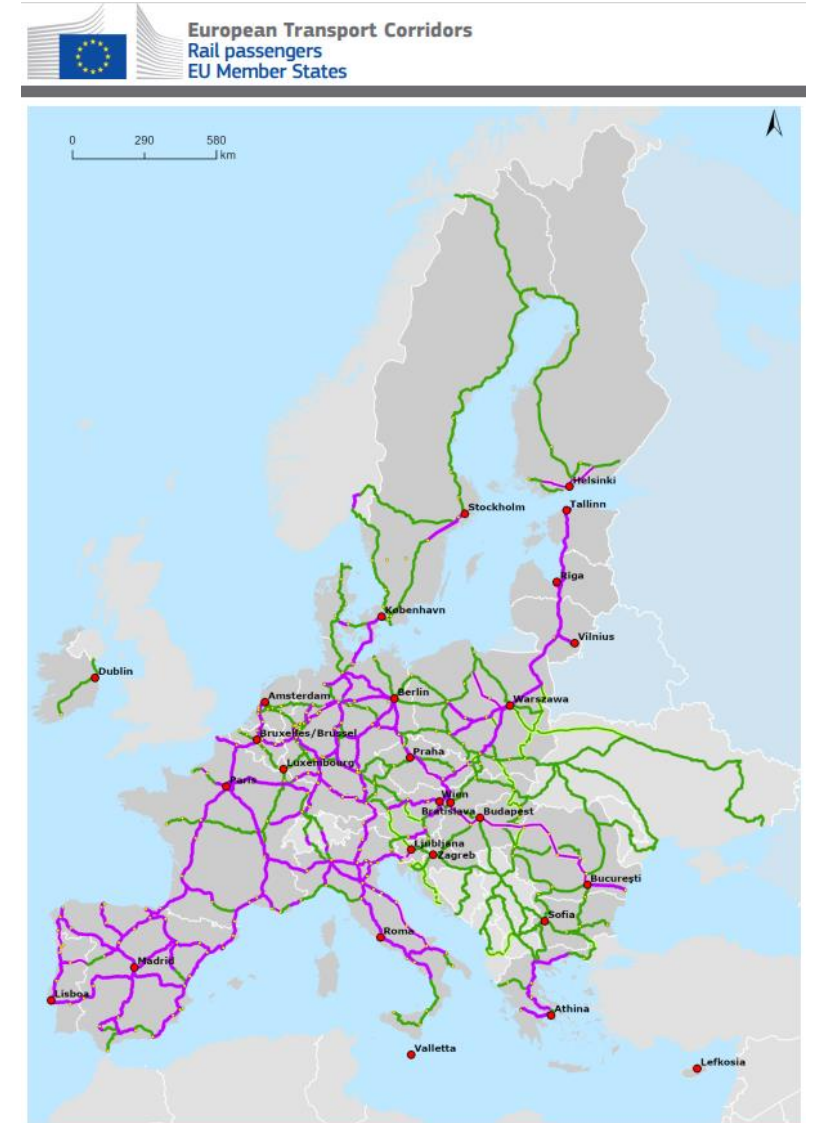 European Transport Corridors
Rail passengers
EU Member States
0 290 580
km
Helsinki
Stockholm
Tallinn
Riga
København
Vilnius
Dublin
Berlin
Amsterdam
Warszawa
Bruxelles/Brussel
Praha
Luxembourg
Paris
Wien
Bratislava
Budapest
Ljubljana
Zagreb
Bucureşti
Sofia
Roma
Madrid
Lisboa
Athina
Valletta
Lefkosia